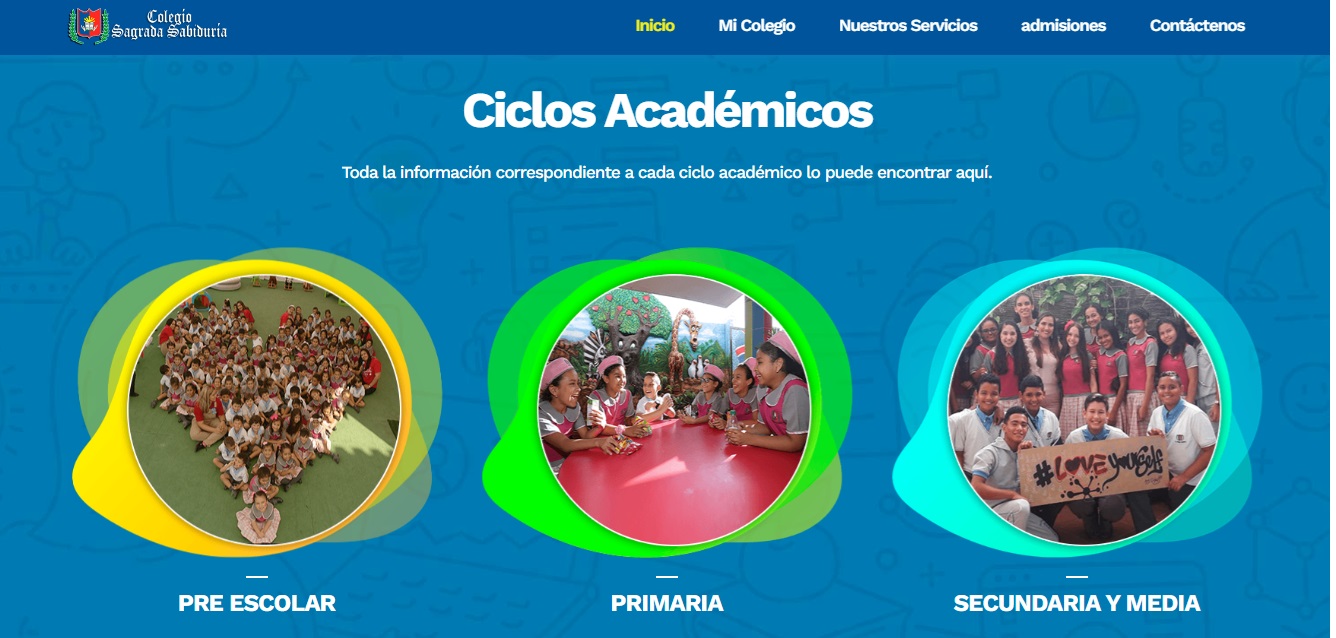 Colegio
Sagrada Sabiduría
Inicio
Mi Colegio
Nuestros Servicios
admisiones
Contáctenos
Ciclos Académicos
Toda la información correspondiente a cada ciclo académico lo puede encontrar aquí.
#LOVE yourself
PRE ESCOLAR
PRIMARIA
SECUNDARIA Y MEDIA